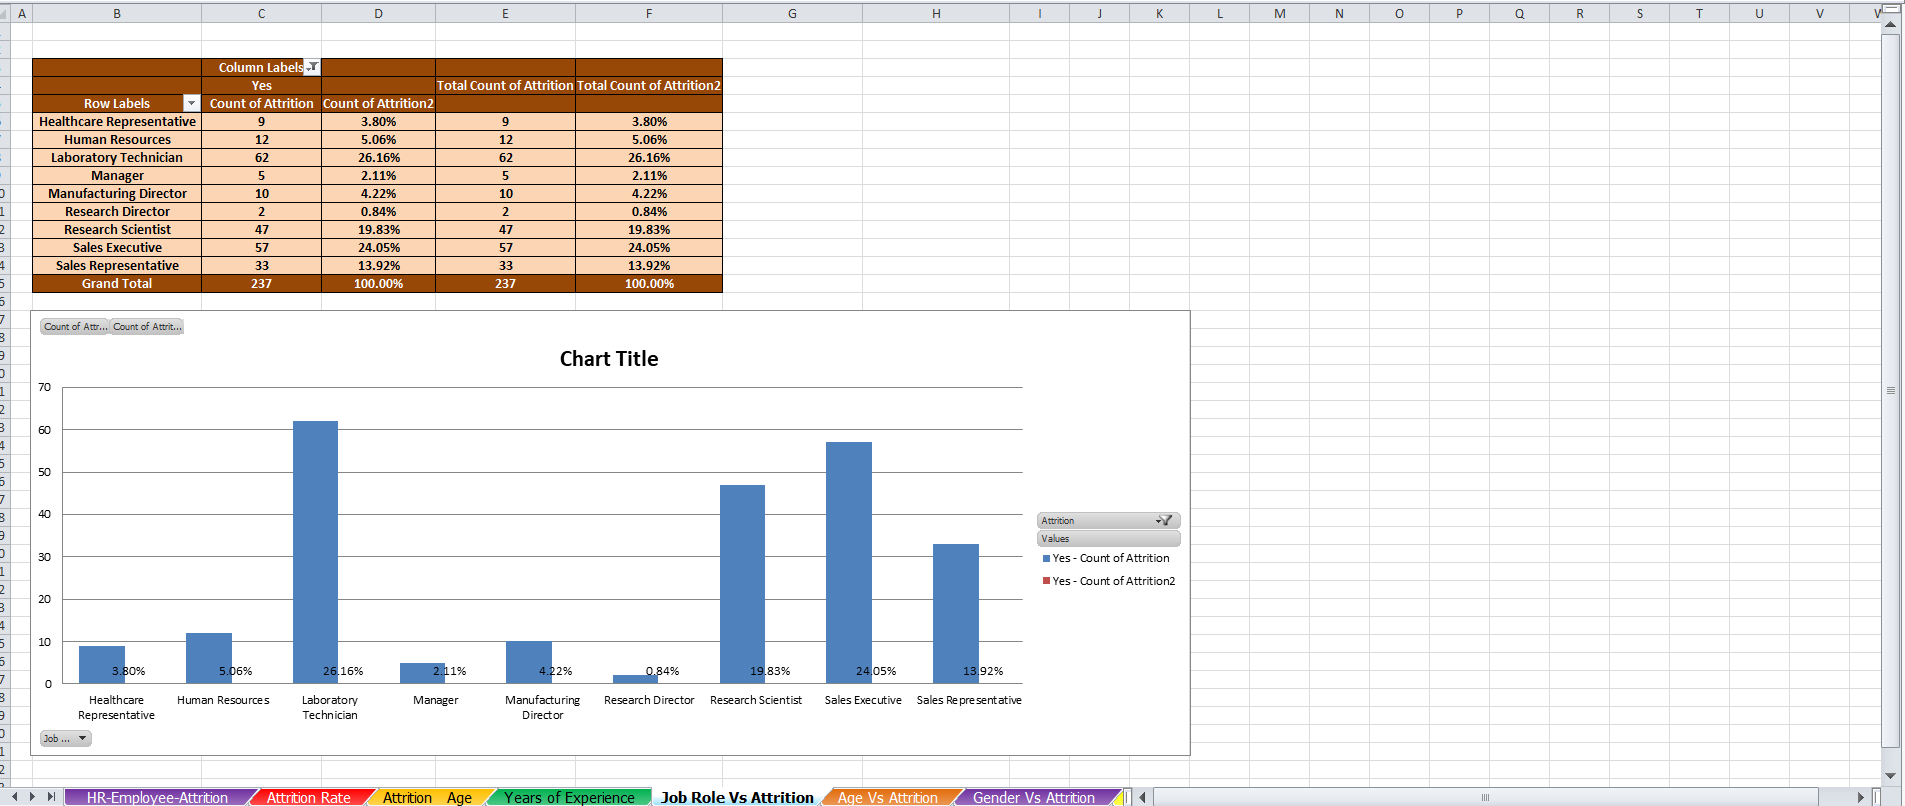 A B C D E F G H I J K L M N O P Q R S T U V
Column Labels
Yes Total Count of Attrition Total Count of Attrition2
Row Labels Count of Attrition Count of Attrition2
Healthcare Representative 9 3.80% 9 3.80%
Human Resources 12 5.06% 12 5.06%
Laboratory Technician 62 26.16% 62 26.16%
Manager 5 2.11% 5 2.11%
Manufacturing Director 10 4.22% 10 4.22%
Research Director 2 0.84% 2 0.84%
Research Scientist 47 19.83% 47 19.83%
Sales Executive 57 24.05% 57 24.05%
Sales Representative 33 13.92% 33 13.92%
Grand Total 237 100.00% 237 100.00%
Count of Attr... Count of Attrit...
Chart Title
70
60
50
40
30
20
10
0
3.80% 5.06% 26.16% 2.11% 4.22% 0.84% 19.83% 24.05% 13.92%
Healthcare Representative
Human Resources
Laboratory Technician
Manager
Manufacturing Director
Research Director
Research Scientist
Sales Executive
Sales Representative
Attrition
Values
Yes - Count of Attrition
Yes - Count of Attrition2
Job ...
HR-Employee-Attrition Attrition Rate Attrition Age Years of Experience Job Role Vs Attrition Age Vs Attrition Gender Vs Attrition